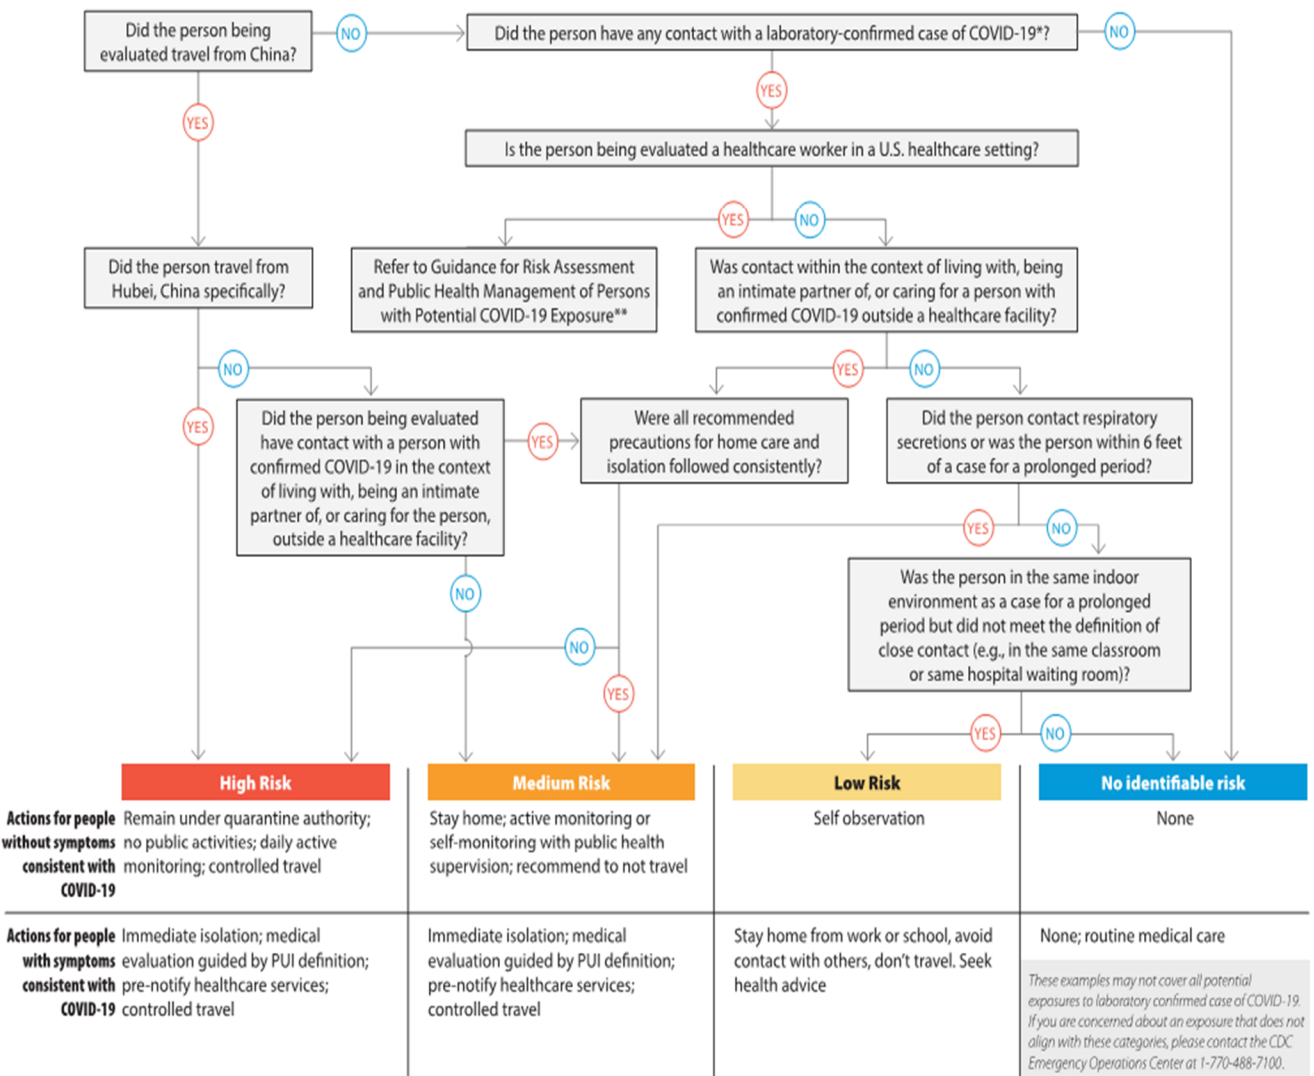 Did the person being
evaluated travel from China?
NO
Did the person have any contact with a laboratory-confirmed case of COVID-19*?
NO
YES
YES
Is the person being evaluated a healthcare worker in a U.S. healthcare setting?
YES
NO
Did the person travel from
Hubei, China specifically?
Refer to Guidance for Risk Assessment
and Public Health Management of Persons
with Potential COVID-19 Exposure**
Was contact within the context of living with, being
an intimate partner of, or caring for a person with
confirmed COVID-19 outside a healthcare facility?
NO
YES
NO
YES
Did the person being evaluated
have contact with a person with
confirmed COVID-19 in the context
of living with, being an intimate
partner of, or caring for the person,
outside a healthcare facility?
YES
Were all recommended
precautions for home care and
isolation followed consistently?
Did the person contact respiratory
secretions or was the person within 6 feet
of a case for a prolonged period?
YES
NO
NO
Was the person in the same indoor
environment as a case for a prolonged
period but did not meet the definition of
close contact (e.g., in the same classroom
or same hospital waiting room)?
NO
YES
YES
NO
High Risk
Medium Risk
Low Risk
No identifiable risk
Actions for people
without symptoms
consistent with
COVID-19
Remain under quarantine authority;
no public activities; daily active
monitoring; controlled travel
Stay home; active monitoring or
self-monitoring with public health
supervision; recommend to not travel
Self observation
None
Actions for people
with symptoms
consistent with
COVID-19
Immediate isolation; medical
evaluation guided by PUI definition;
pre-notify healthcare services;
controlled travel
Immediate isolation; medical
evaluation guided by PUI definition;
pre-notify healthcare services;
controlled travel
Stay home from work or school, avoid
contact with others, don't travel. Seek
health advice
None; routine medical care
These examples may not cover all potential
exposures to laboratory confirmed case of COVID-19.
If you are concerned about an exposure that does not
align with these categories, please contact the CDC
Emergency Operations Center at 1-770-488-7100.